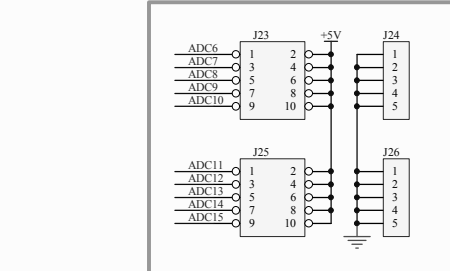 J23 +5V J24
ADC6 1 2 1
ADC7 3 4 2
ADC8 5 6 3
ADC9 7 8 4
ADC10 9 10 5
J25 J26
ADC11 1 2 1
ADC12 3 4 2
ADC13 5 6 3
ADC14 7 8 4
ADC15 9 10 5